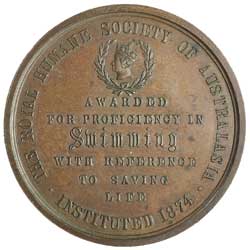 THE ROYAL HUMANE SOCIETY OF AUSTRALASIA
AWARDED
FOR PROFICIENCY IN
Swimming
WITH REFERENCE
TO SAVING
LIFE
INSTITUTED 1874